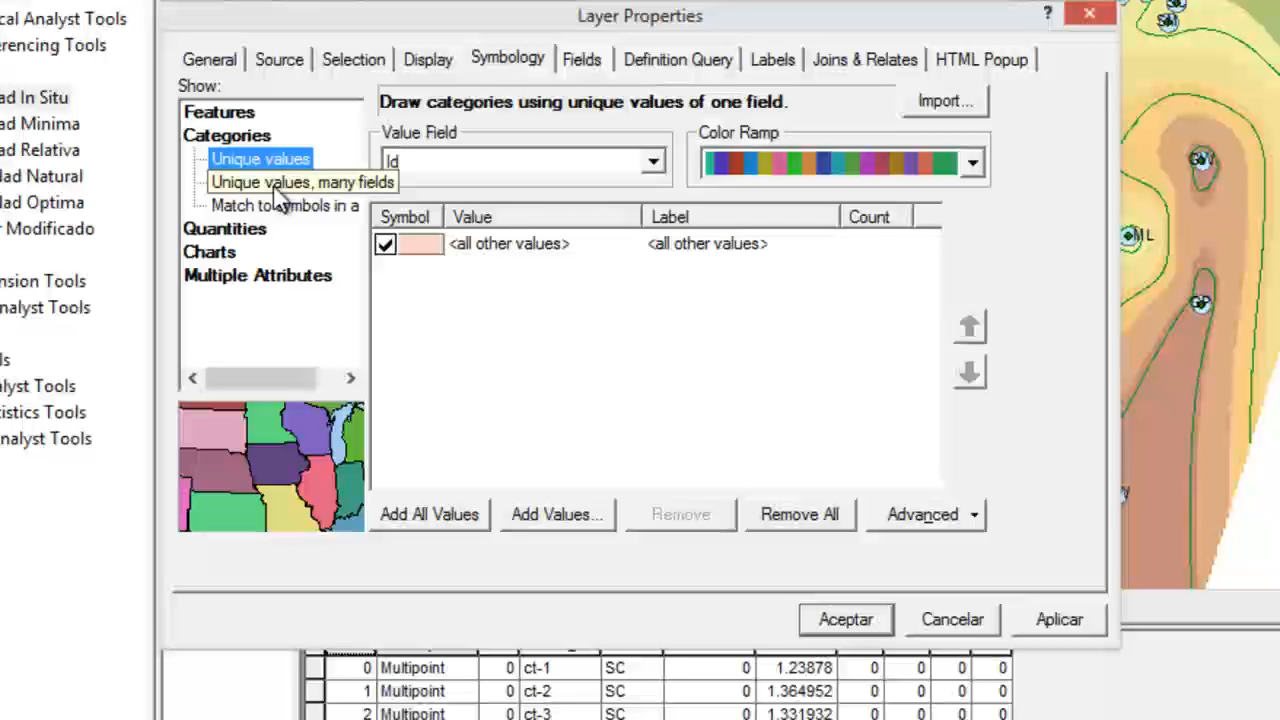 cal Analyst Tools
erencing Tools
ad In Situ
ad Minima
ad Relativa
dad Natural
ad Optima
r Modificado
nsion Tools
nalyst Tools
ls
alyst Tools
tistics Tools
nalyst Tools
Layer Properties
?
General Source Selection Display Symbology Fields Definition Query Labels Joins & Relates HTML Popup
Show:
Features
Categories
Unique values
Unique values, many fields
Match to symbols in a
Quantities
Charts
Multiple Attributes
Draw categories using unique values of one field.
Import...
Value Field
Id
Color Ramp
Symbol Value Label Count
<all other values> <all other values>
Add All Values Add Values... Remove Remove All Advanced
Aceptar Cancelar Aplicar
0 Multipoint 0 ct-1 SC 0 1.23878 0 0 0 0
1 Multipoint 0 ct-2 SC 0 1.364952 0 0 0 0
2 Multipoint 0 ct-3 SC 0 1.331932 0 0 0 0
ML